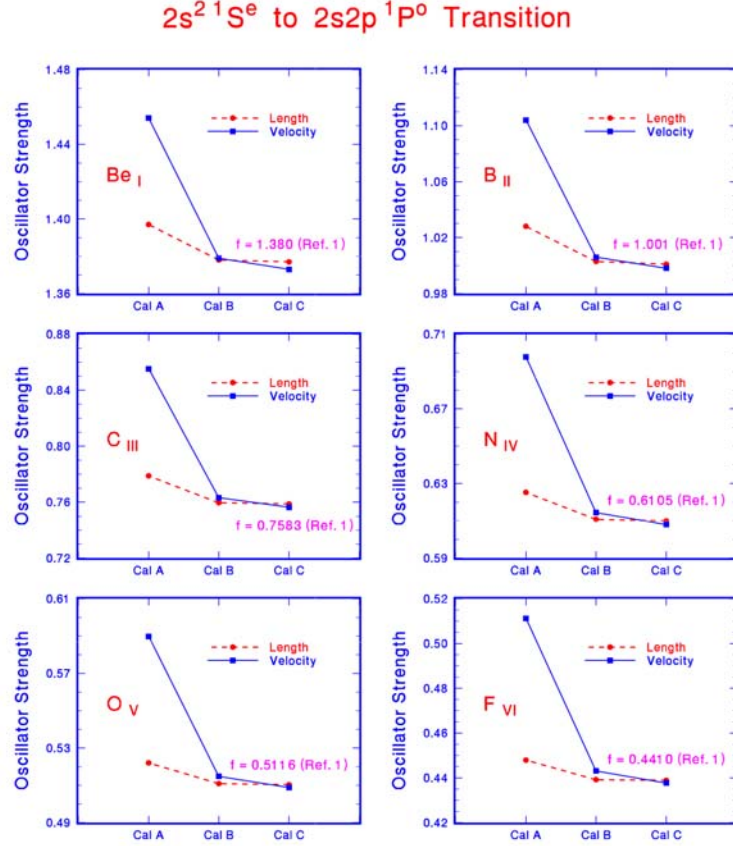 2s² ¹Sᵉ to 2s2p ¹Pᵒ Transition
1.48
1.44
1.40
1.36
Oscillator Strength
Be I
Length
Velocity
f = 1.380 (Ref. 1)
Cal A Cal B Cal C
1.14
1.10
1.06
1.02
0.98
Oscillator Strength
B II
Length
Velocity
f = 1.001 (Ref. 1)
Cal A Cal B Cal C
0.88
0.84
0.80
0.76
0.72
Oscillator Strength
C III
Length
Velocity
f = 0.7583 (Ref. 1)
Cal A Cal B Cal C
0.71
0.67
0.63
0.59
Oscillator Strength
N IV
Length
Velocity
f = 0.6105 (Ref. 1)
Cal A Cal B Cal C
0.61
0.57
0.53
0.49
Oscillator Strength
O V
Length
Velocity
f = 0.5116 (Ref. 1)
Cal A Cal B Cal C
0.52
0.50
0.48
0.46
0.44
0.42
Oscillator Strength
F VI
Length
Velocity
f = 0.4410 (Ref. 1)
Cal A Cal B Cal C